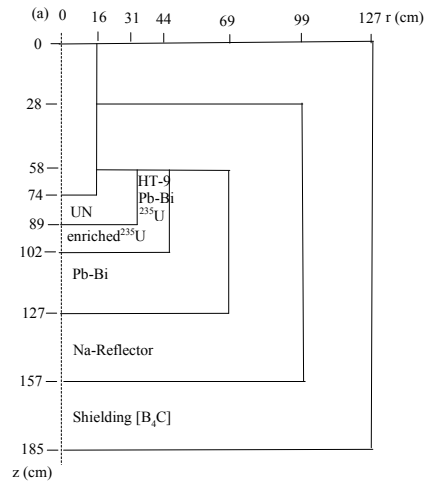 (a) 0 16 31 44 69 99 127 r (cm)
0
28
58
HT-9
74
Pb-Bi
UN
²³⁵U
89
enriched²³⁵U
102
Pb-Bi
127
Na-Reflector
157
Shielding [B₄C]
185
z (cm)